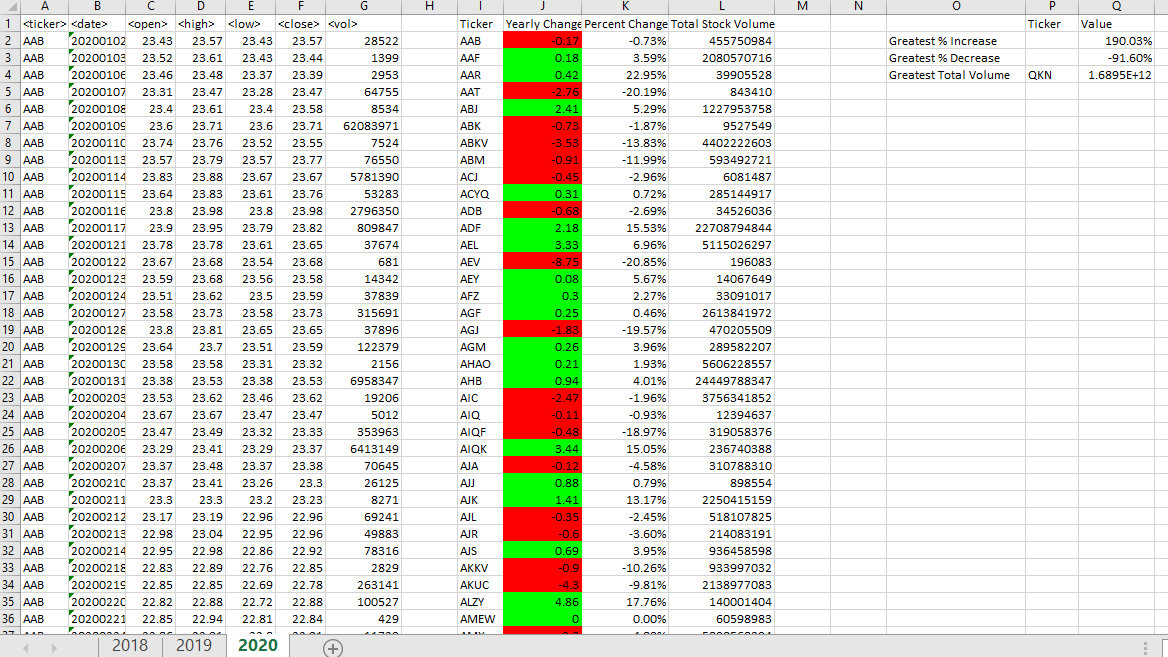 A B C D E F G H I J K L M N O P Q
1 <ticker> <date> <open> <high> <low> <close> <vol> Ticker Yearly Change Percent Change Total Stock Volume Ticker Value
2 AAB 20200102 23.43 23.57 23.43 23.57 28522 AAB -0.17 -0.73% 455750984 Greatest % Increase 190.03%
3 AAB 20200103 23.52 23.61 23.43 23.44 1399 AAF 0.18 3.59% 2080570716 Greatest % Decrease -91.60%
4 AAB 20200106 23.46 23.48 23.37 23.39 2953 AAR 0.42 22.95% 39905528 Greatest Total Volume QKN 1.6895E+12
5 AAB 20200107 23.31 23.47 23.28 23.47 64755 AAT -2.76 -20.19% 843410
6 AAB 20200108 23.4 23.61 23.4 23.58 8534 ABJ 2.41 5.29% 1227953758
7 AAB 20200109 23.6 23.71 23.6 23.71 62083971 ABK -0.73 -1.87% 9527549
8 AAB 20200110 23.74 23.76 23.52 23.55 7524 ABKV -3.53 -13.83% 4402222603
9 AAB 20200113 23.57 23.79 23.57 23.77 76550 ABM -0.91 -11.99% 593492721
10 AAB 20200114 23.83 23.88 23.67 23.67 5781390 ACJ -0.45 -2.96% 6081487
11 AAB 20200115 23.64 23.83 23.61 23.76 53283 ACYQ 0.31 0.72% 285144917
12 AAB 20200116 23.8 23.98 23.8 23.98 2796350 ADB -0.68 -2.69% 34526036
13 AAB 20200117 23.9 23.95 23.79 23.82 809847 ADF 2.18 15.53% 22708794844
14 AAB 20200121 23.78 23.78 23.61 23.65 37674 AEL 3.33 6.96% 5115026297
15 AAB 20200122 23.67 23.68 23.54 23.68 681 AEV -8.75 -20.85% 196083
16 AAB 20200123 23.59 23.68 23.56 23.58 14342 AEY 0.08 5.67% 14067649
17 AAB 20200124 23.51 23.62 23.5 23.59 37839 AFZ 0.3 2.27% 33091017
18 AAB 20200127 23.58 23.73 23.58 23.73 315691 AGF 0.25 0.46% 2613841972
19 AAB 20200128 23.8 23.81 23.65 23.65 37896 AGJ -1.83 -19.57% 470205509
20 AAB 20200129 23.64 23.7 23.51 23.59 122379 AGM 0.26 3.96% 289582207
21 AAB 20200130 23.58 23.58 23.31 23.32 2156 AHAO 0.21 1.93% 5606228557
22 AAB 20200131 23.38 23.53 23.38 23.53 6958347 AHB 0.94 4.01% 24449788347
23 AAB 20200203 23.53 23.62 23.46 23.62 19206 AIC -2.47 -1.96% 3756341852
24 AAB 20200204 23.67 23.67 23.47 23.47 5012 AIQ -0.11 -0.93% 12394637
25 AAB 20200205 23.47 23.49 23.32 23.33 353963 AIQF -0.48 -18.97% 319058376
26 AAB 20200206 23.29 23.41 23.29 23.37 6413149 AIQK 3.44 15.05% 236740388
27 AAB 20200207 23.37 23.48 23.37 23.38 70645 AJA -0.12 -4.58% 310788310
28 AAB 20200210 23.37 23.41 23.26 23.3 26125 AJJ 0.88 0.79% 898554
29 AAB 20200211 23.3 23.3 23.2 23.23 8271 AJK 1.41 13.17% 2250415159
30 AAB 20200212 23.17 23.19 22.96 22.96 69241 AJL -0.35 -2.45% 518107825
31 AAB 20200213 22.98 23.04 22.95 22.96 49883 AJR -0.6 -3.60% 214083191
32 AAB 20200214 22.95 22.98 22.86 22.92 78316 AJS 0.69 3.95% 936458598
33 AAB 20200218 22.83 22.89 22.76 22.85 2829 AKKV -0.9 -10.26% 933997032
34 AAB 20200219 22.85 22.85 22.69 22.78 263141 AKUC -4.3 -9.81% 2138977083
35 AAB 20200220 22.82 22.88 22.72 22.88 100527 ALZY 4.86 17.76% 140001404
36 AAB 20200221 22.85 22.94 22.81 22.84 429 AMEW 0 0.00% 60598983
2018 2019 2020